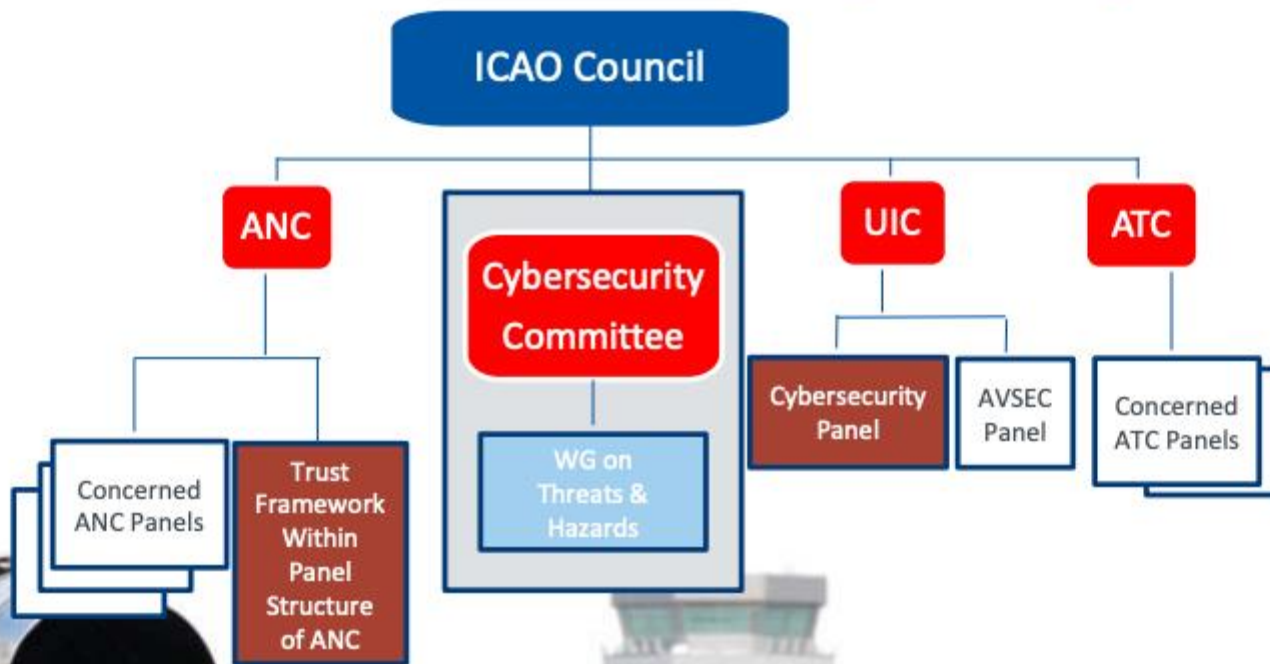 ICAO Council
ANC
Cybersecurity
Committee
UIC
ATC
WG on
Threats &
Hazards
Cybersecurity
Panel
AVSEC
Panel
Concerned
ATC Panels
Concerned
ANC Panels
Trust
Framework
Within
Panel
Structure
of ANC